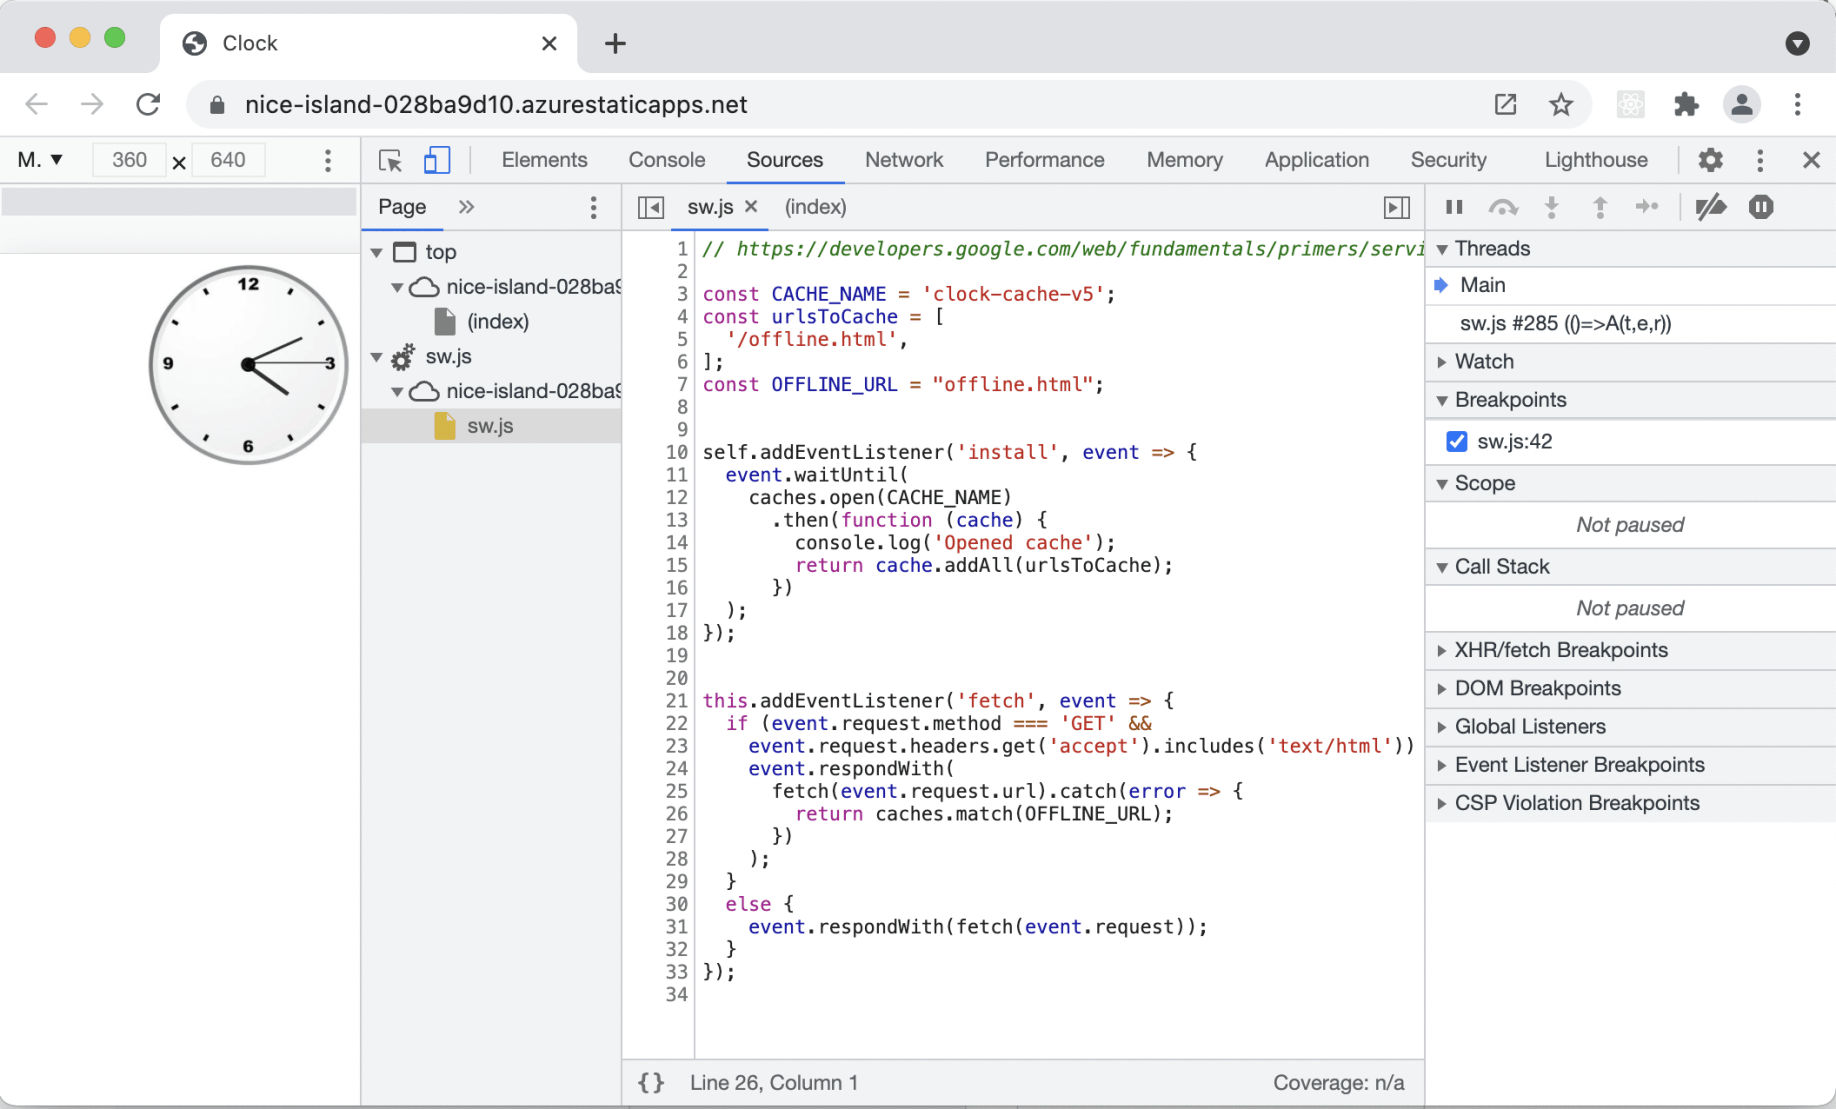 Clock
nice-island-028ba9d10.azurestaticapps.net
M. 360 640
Elements Console Sources Network Performance Memory Application Security Lighthouse
Page
sw.js (index)
top
nice-island-028ba9
(index)
sw.js
nice-island-028ba9
sw.js
12
3
6
9
1 // https://developers.google.com/web/fundamentals/primers/servi
2
3 const CACHE_NAME = 'clock-cache-v5';
4 const urlsToCache = [
5   '/offline.html',
6 ];
7 const OFFLINE_URL = "offline.html";
8
9
10 self.addEventListener('install', event => {
11   event.waitUntil(
12     caches.open(CACHE_NAME)
13       .then(function (cache) {
14         console.log('Opened cache');
15         return cache.addAll(urlsToCache);
16       })
17   );
18 });
19
20
21 this.addEventListener('fetch', event => {
22   if (event.request.method === 'GET' &&
23     event.request.headers.get('accept').includes('text/html'))
24     event.respondWith(
25       fetch(event.request.url).catch(error => {
26         return caches.match(OFFLINE_URL);
27       })
28     );
29   }
30   else {
31     event.respondWith(fetch(event.request));
32   }
33 });
34
{} Line 26, Column 1
Coverage: n/a
Threads
Main
sw.js #285 (()=>A(t,e,r))
Watch
Breakpoints
sw.js:42
Scope
Not paused
Call Stack
Not paused
XHR/fetch Breakpoints
DOM Breakpoints
Global Listeners
Event Listener Breakpoints
CSP Violation Breakpoints